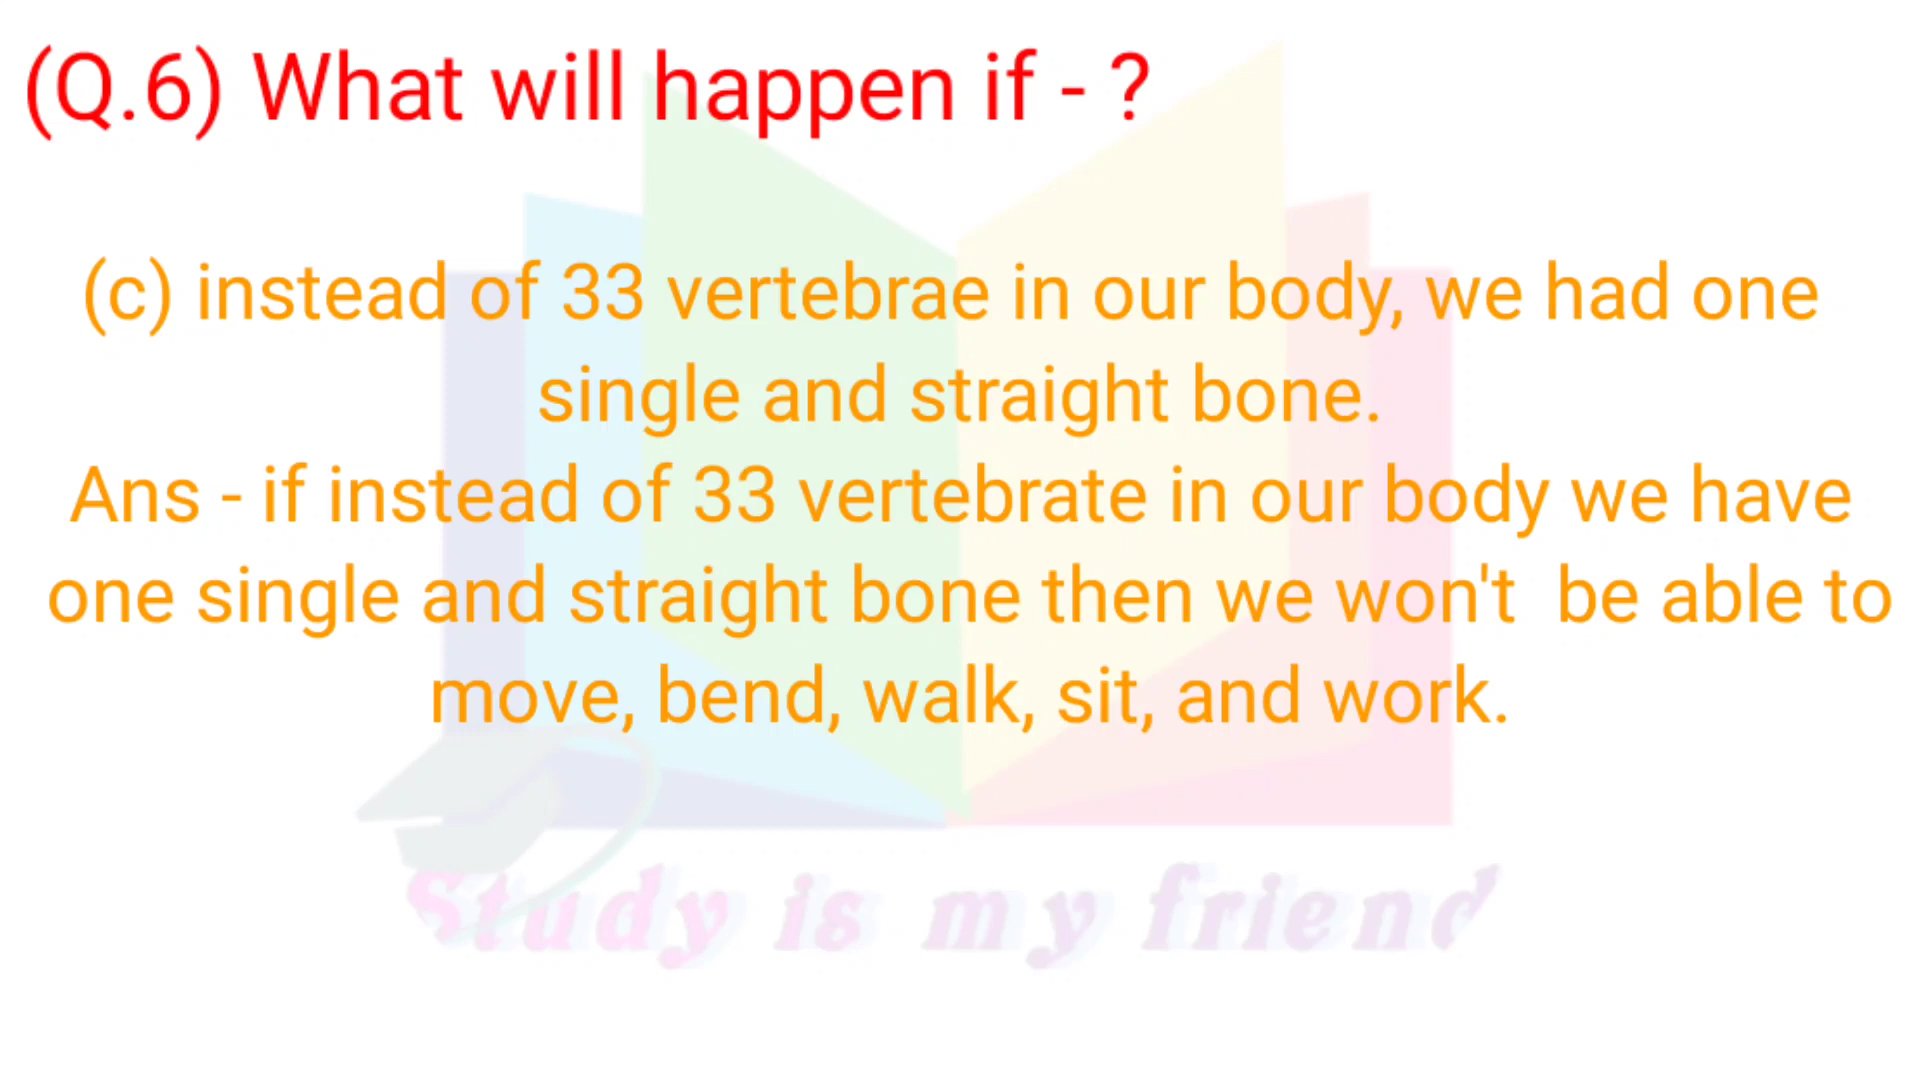 (Q.6) What will happen if - ?
(c) instead of 33 vertebrae in our body, we had one
single and straight bone.
Ans - if instead of 33 vertebrate in our body we have
one single and straight bone then we won't  be able to
move, bend, walk, sit, and work.
Study is my friend